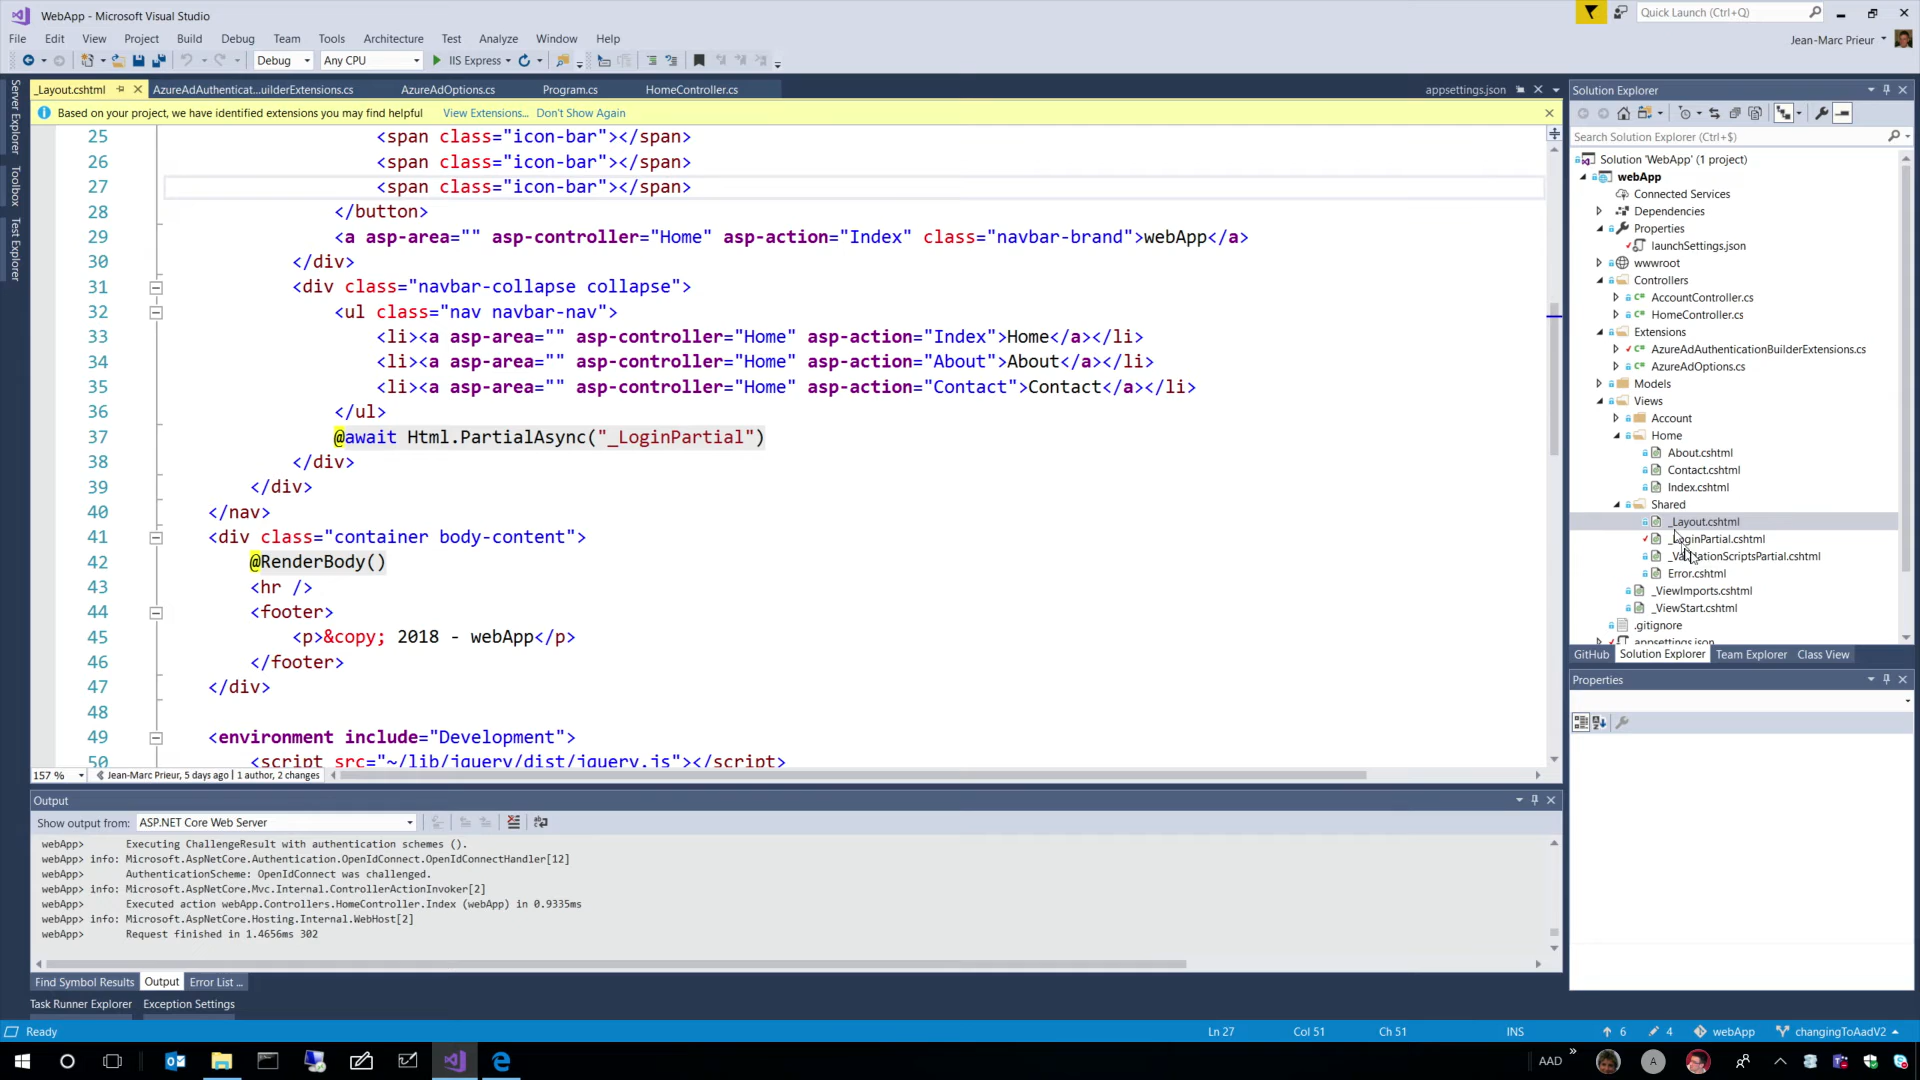 WebApp - Microsoft Visual Studio
Quick Launch (Ctrl+Q)
File Edit View Project Build Debug Team Tools Architecture Test Analyze Window Help
Jean-Marc Prieur
Debug Any CPU IIS Express
Server Explorer
Toolbox
Test Explorer
_Layout.cshtml AzureAdAuthenticat...uilderExtensions.cs AzureAdOptions.cs Program.cs HomeController.cs appsettings.json
Based on your project, we have identified extensions you may find helpful View Extensions... Don't Show Again
25 <span class="icon-bar"></span>
26 <span class="icon-bar"></span>
27 <span class="icon-bar"></span>
28 </button>
29 <a asp-area="" asp-controller="Home" asp-action="Index" class="navbar-brand">webApp</a>
30 </div>
31 <div class="navbar-collapse collapse">
32 <ul class="nav navbar-nav">
33 <li><a asp-area="" asp-controller="Home" asp-action="Index">Home</a></li>
34 <li><a asp-area="" asp-controller="Home" asp-action="About">About</a></li>
35 <li><a asp-area="" asp-controller="Home" asp-action="Contact">Contact</a></li>
36 </ul>
37 @await Html.PartialAsync("_LoginPartial")
38 </div>
39 </div>
40 </nav>
41 <div class="container body-content">
42 @RenderBody()
43 <hr />
44 <footer>
45 <p>&copy; 2018 - webApp</p>
46 </footer>
47 </div>
48
49 <environment include="Development">
50 <script src="~/lib/jquery/dist/jquery.js"></script>
157 % Jean-Marc Prieur, 5 days ago | 1 author, 2 changes
Output
Show output from: ASP.NET Core Web Server
webApp> Executing ChallengeResult with authentication schemes ().
webApp> info: Microsoft.AspNetCore.Authentication.OpenIdConnect.OpenIdConnectHandler[12]
webApp> AuthenticationScheme: OpenIdConnect was challenged.
webApp> info: Microsoft.AspNetCore.Mvc.Internal.ControllerActionInvoker[2]
webApp> Executed action webApp.Controllers.HomeController.Index (webApp) in 0.9335ms
webApp> info: Microsoft.AspNetCore.Hosting.Internal.WebHost[2]
webApp> Request finished in 1.4656ms 302
Find Symbol Results Output Error List ...
Task Runner Explorer Exception Settings
Solution Explorer
Search Solution Explorer (Ctrl+$)
Solution 'WebApp' (1 project)
webApp
Connected Services
Dependencies
Properties
launchSettings.json
wwwroot
Controllers
C# AccountController.cs
C# HomeController.cs
Extensions
C# AzureAdAuthenticationBuilderExtensions.cs
C# AzureAdOptions.cs
Models
Views
Account
Home
About.cshtml
Contact.cshtml
Index.cshtml
Shared
_Layout.cshtml
_LoginPartial.cshtml
_ValidationScriptsPartial.cshtml
Error.cshtml
_ViewImports.cshtml
_ViewStart.cshtml
.gitignore
appsettings.json
GitHub Solution Explorer Team Explorer Class View
Properties
Ready Ln 27 Col 51 Ch 51 INS 6 4 webApp changingToAadV2
AAD A